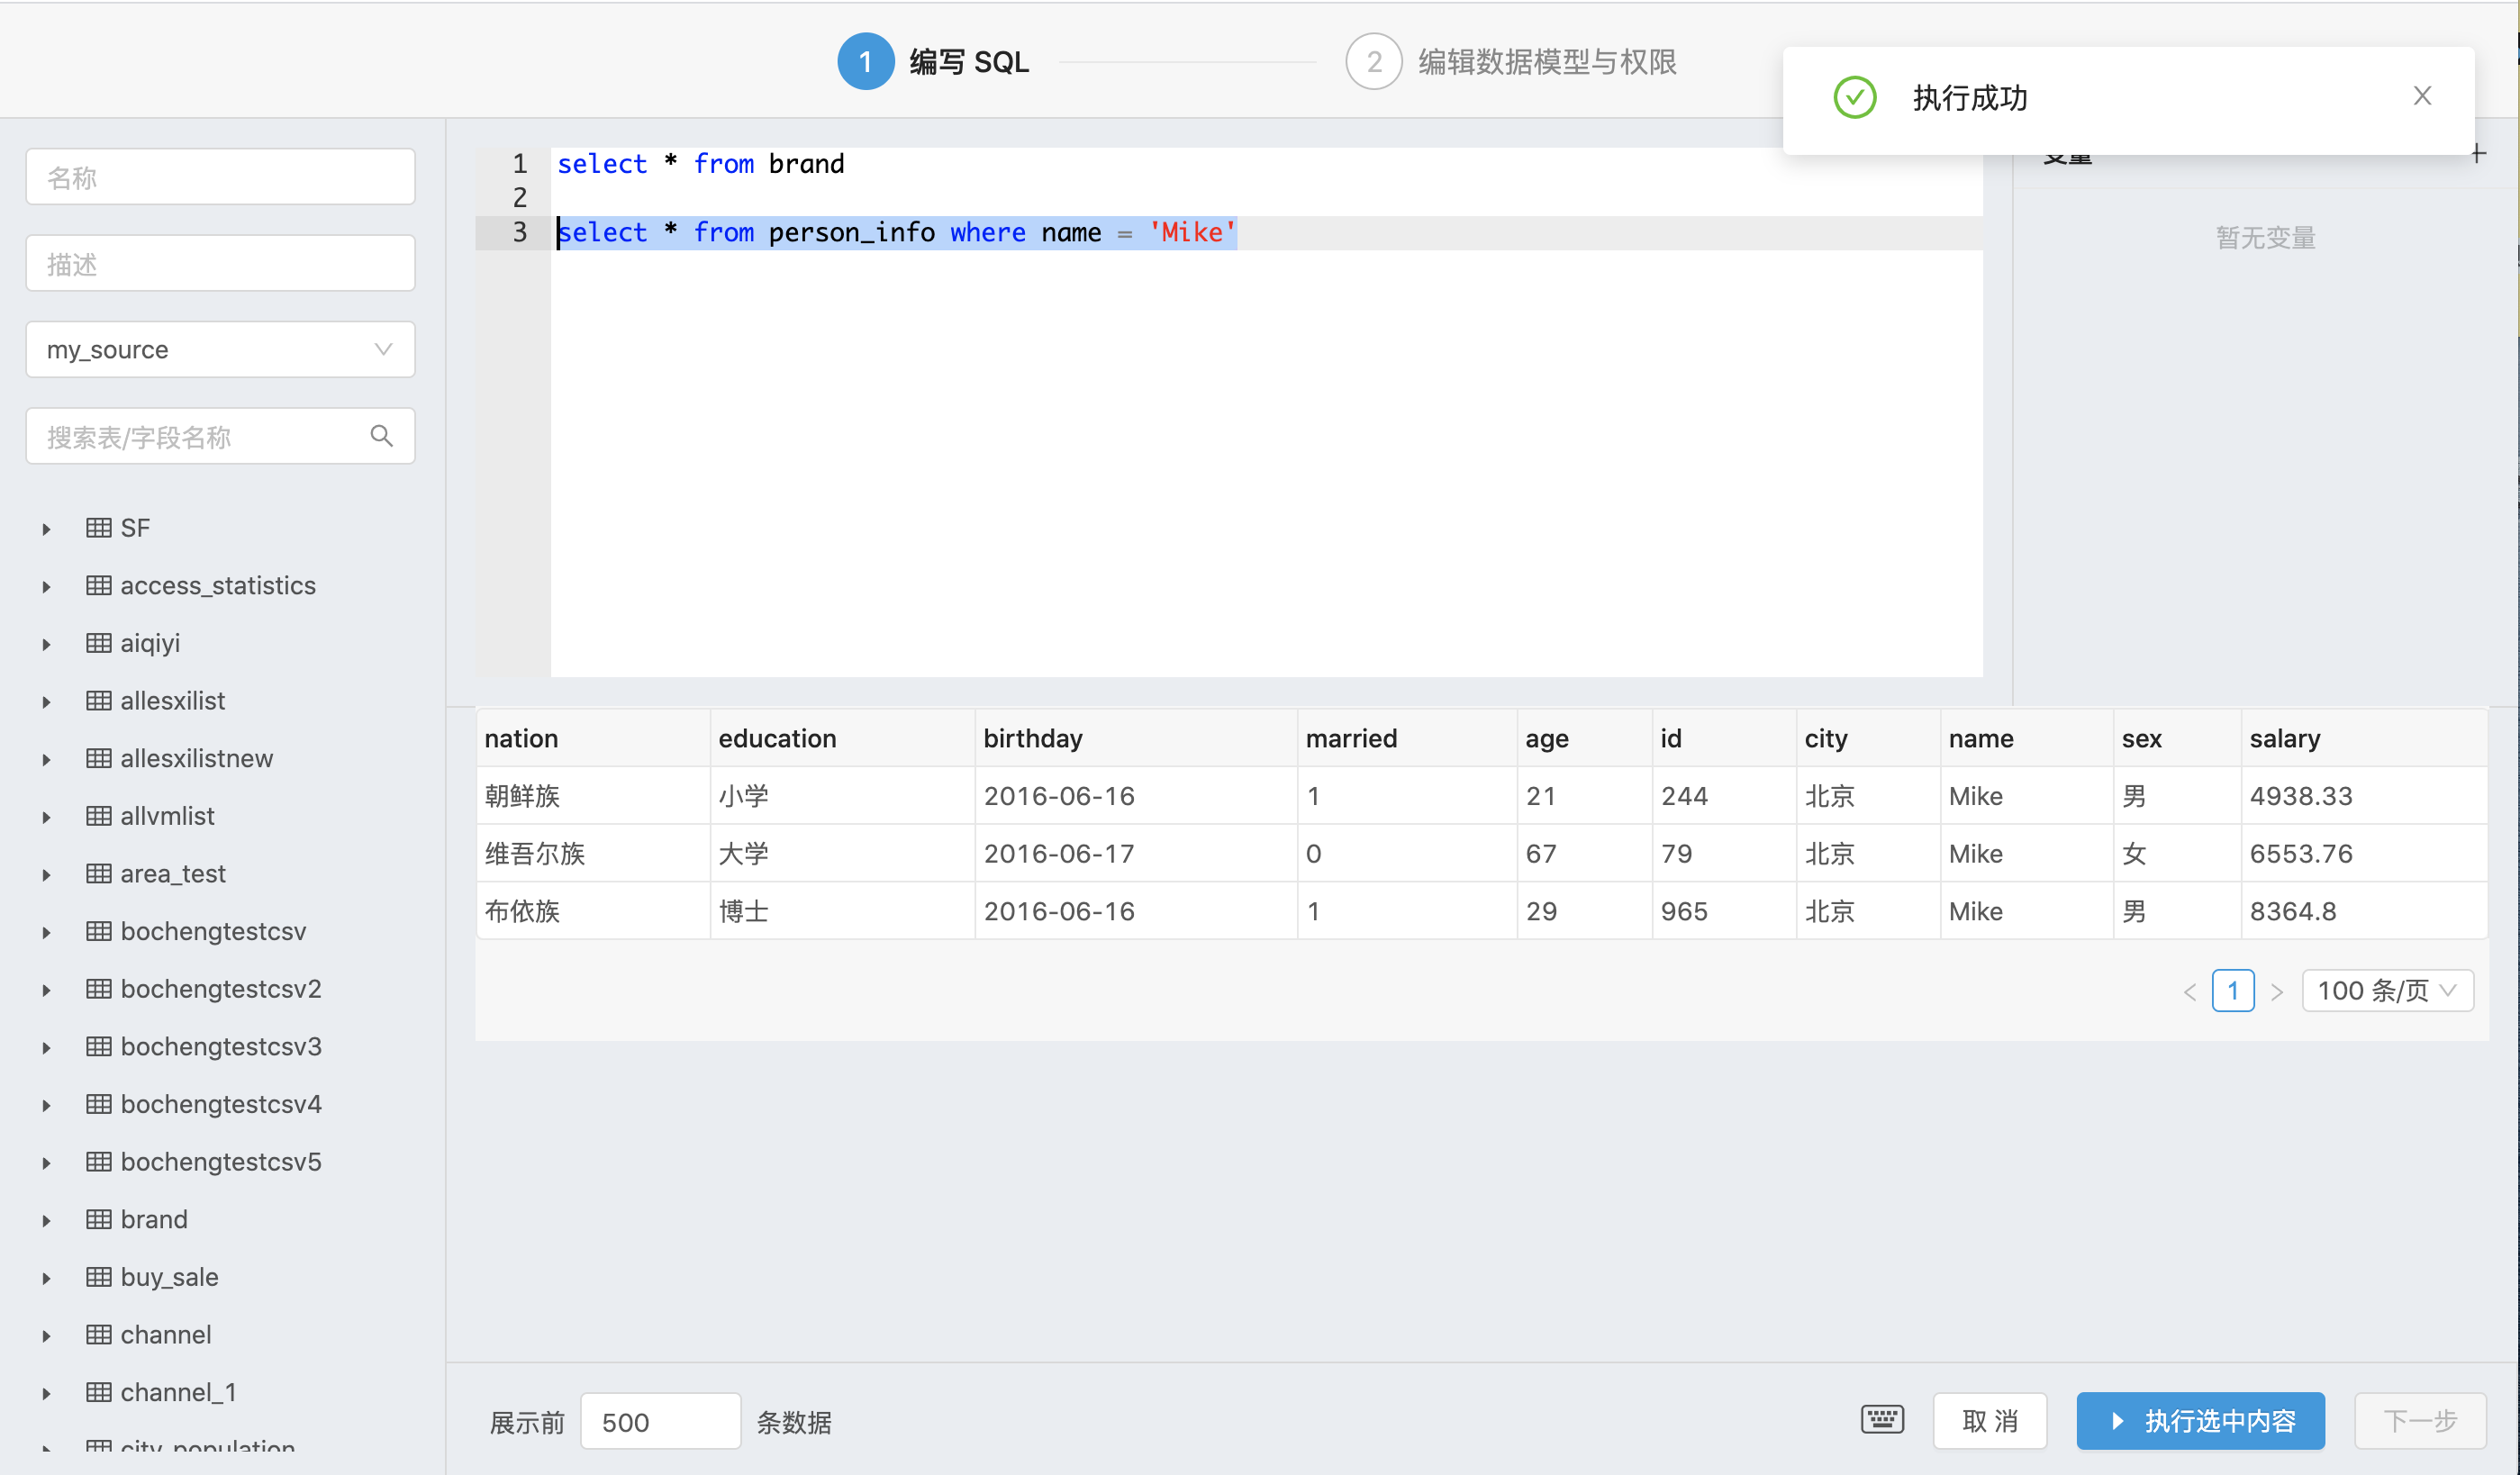 1 编写 SQL
2 编辑数据模型与权限
执行成功
名称
描述
my_source
搜索表/字段名称
SF
access_statistics
aiqiyi
allesxilist
allesxilistnew
allvmlist
area_test
bochengtestcsv
bochengtestcsv2
bochengtestcsv3
bochengtestcsv4
bochengtestcsv5
brand
buy_sale
channel
channel_1
city_population
1 select * from brand
2
3 select * from person_info where name = 'Mike'
变量
暂无变量
nation education birthday married age id city name sex salary
朝鲜族 小学 2016-06-16 1 21 244 北京 Mike 男 4938.33
维吾尔族 大学 2016-06-17 0 67 79 北京 Mike 女 6553.76
布依族 博士 2016-06-16 1 29 965 北京 Mike 男 8364.8
< 1 > 100 条/页
展示前 500 条数据
取 消
执行选中内容
下一步